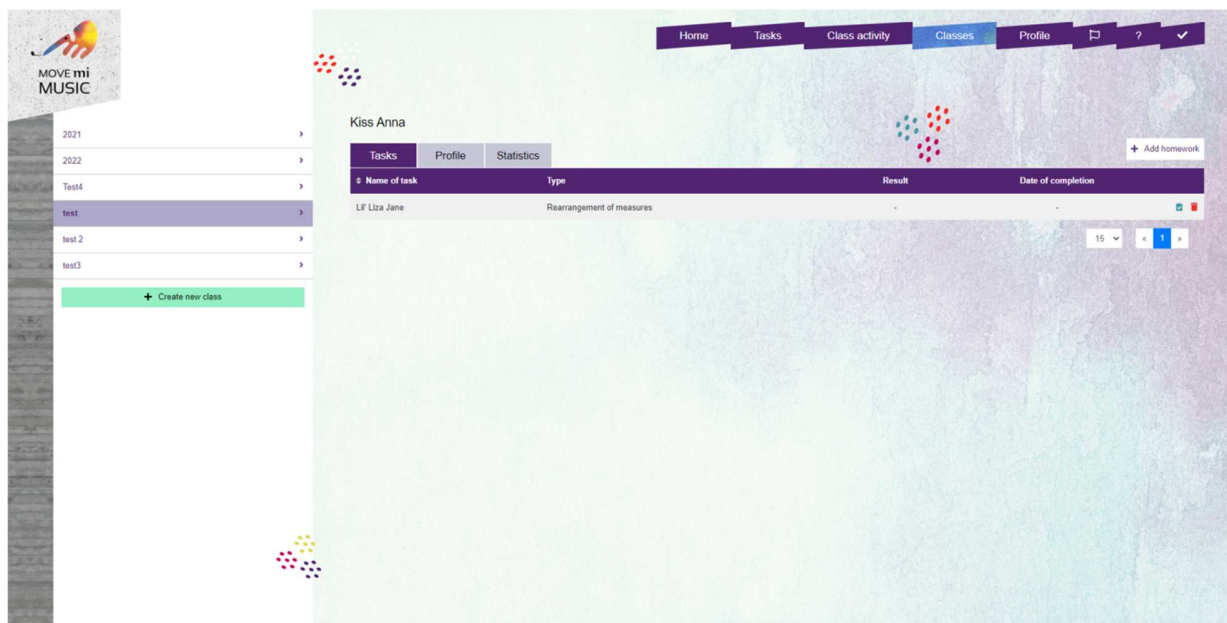 MOVE mi
MUSIC
Home Tasks Class activity Classes Profile ?
2021
2022
Test4
test
test 2
test3
+ Create new class
Kiss Anna
Tasks Profile Statistics
+ Add homework
Name of task Type Result Date of completion
Lil' Liza Jane Rearrangement of measures - -
15 « 1 »